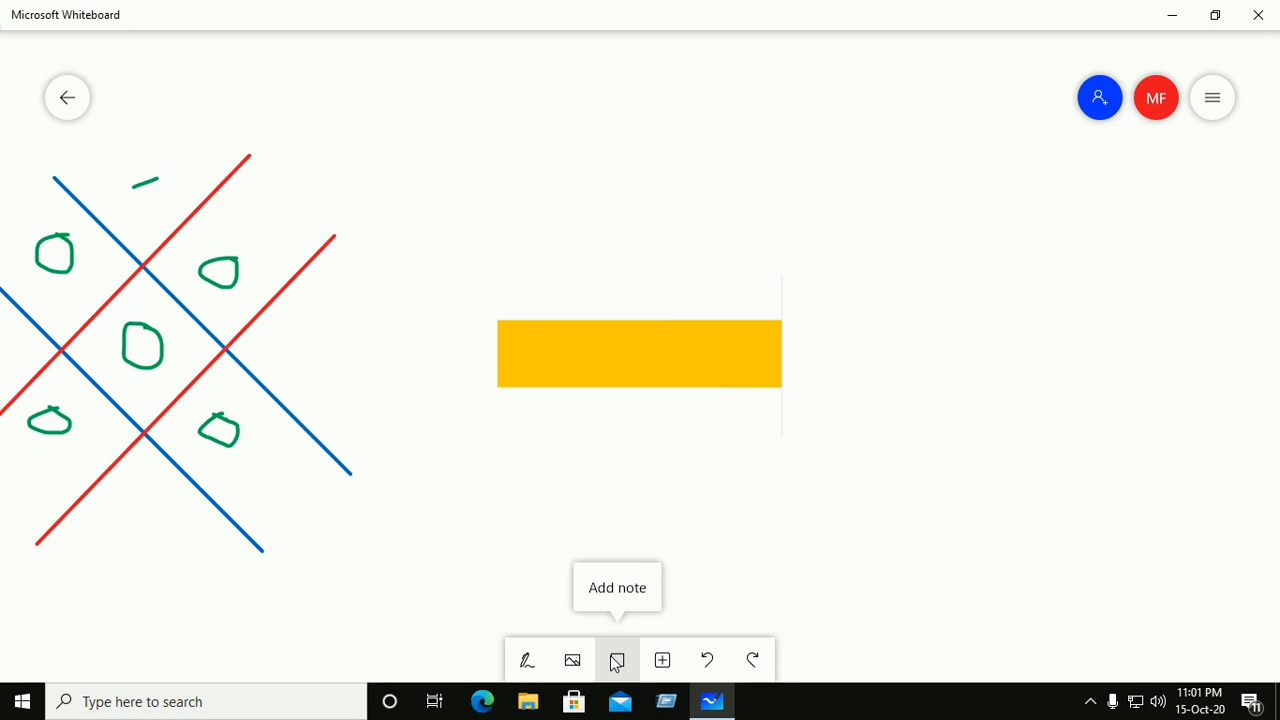 Microsoft Whiteboard
MF
Add note
Type here to search
11:01 PM
15-Oct-20
11